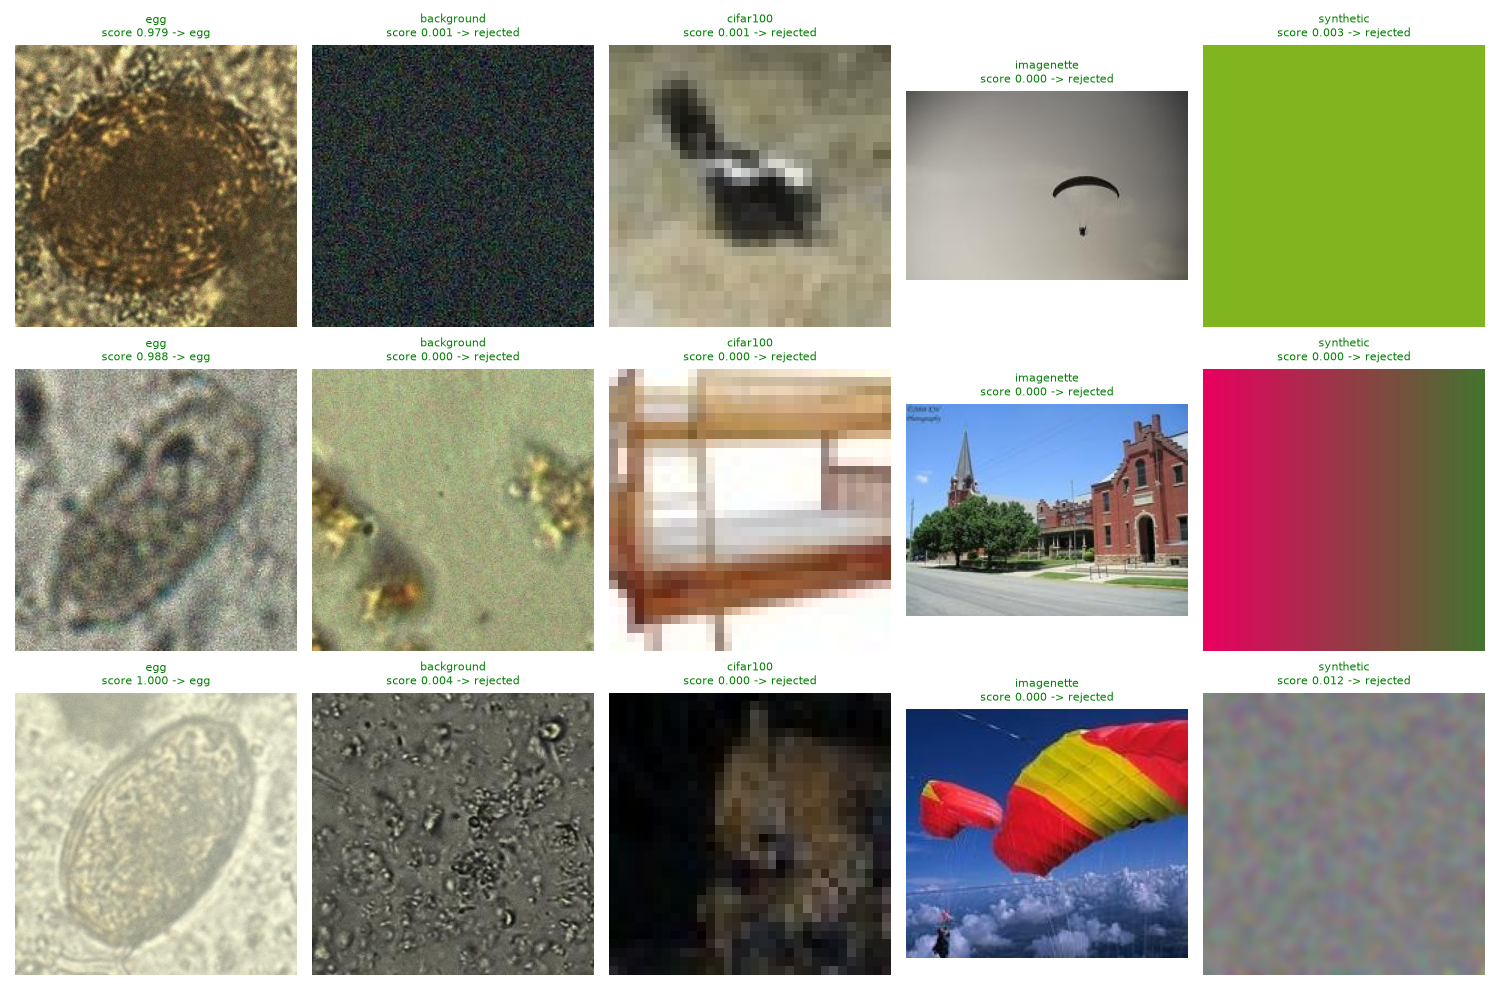 egg
score 0.979 -> egg
background
score 0.001 -> rejected
cifar100
score 0.001 -> rejected
imagenette
score 0.000 -> rejected
synthetic
score 0.003 -> rejected
egg
score 0.988 -> egg
background
score 0.000 -> rejected
cifar100
score 0.000 -> rejected
imagenette
score 0.000 -> rejected
Photography
synthetic
score 0.000 -> rejected
egg
score 1.000 -> egg
background
score 0.004 -> rejected
cifar100
score 0.000 -> rejected
imagenette
score 0.000 -> rejected
synthetic
score 0.012 -> rejected